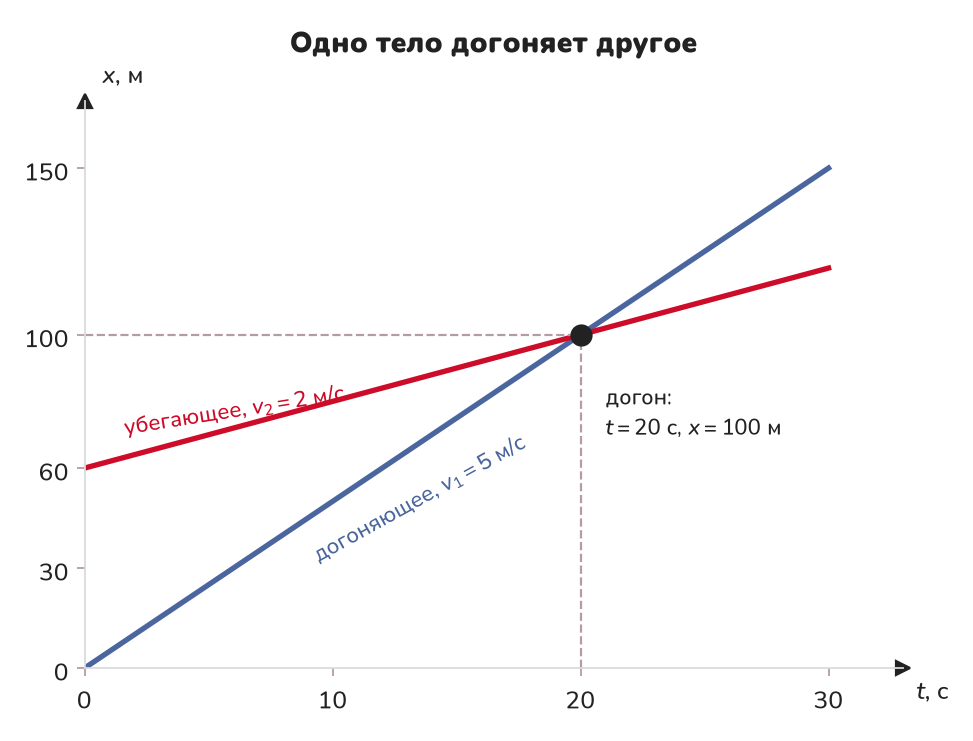 Одно тело догоняет другое
x, м
150
100
60
30
0
убегающее, v₂ = 2 м/с
догоняющее, v₁ = 5 м/с
догон:
t = 20 с, x = 100 м
0
10
20
30
t, с